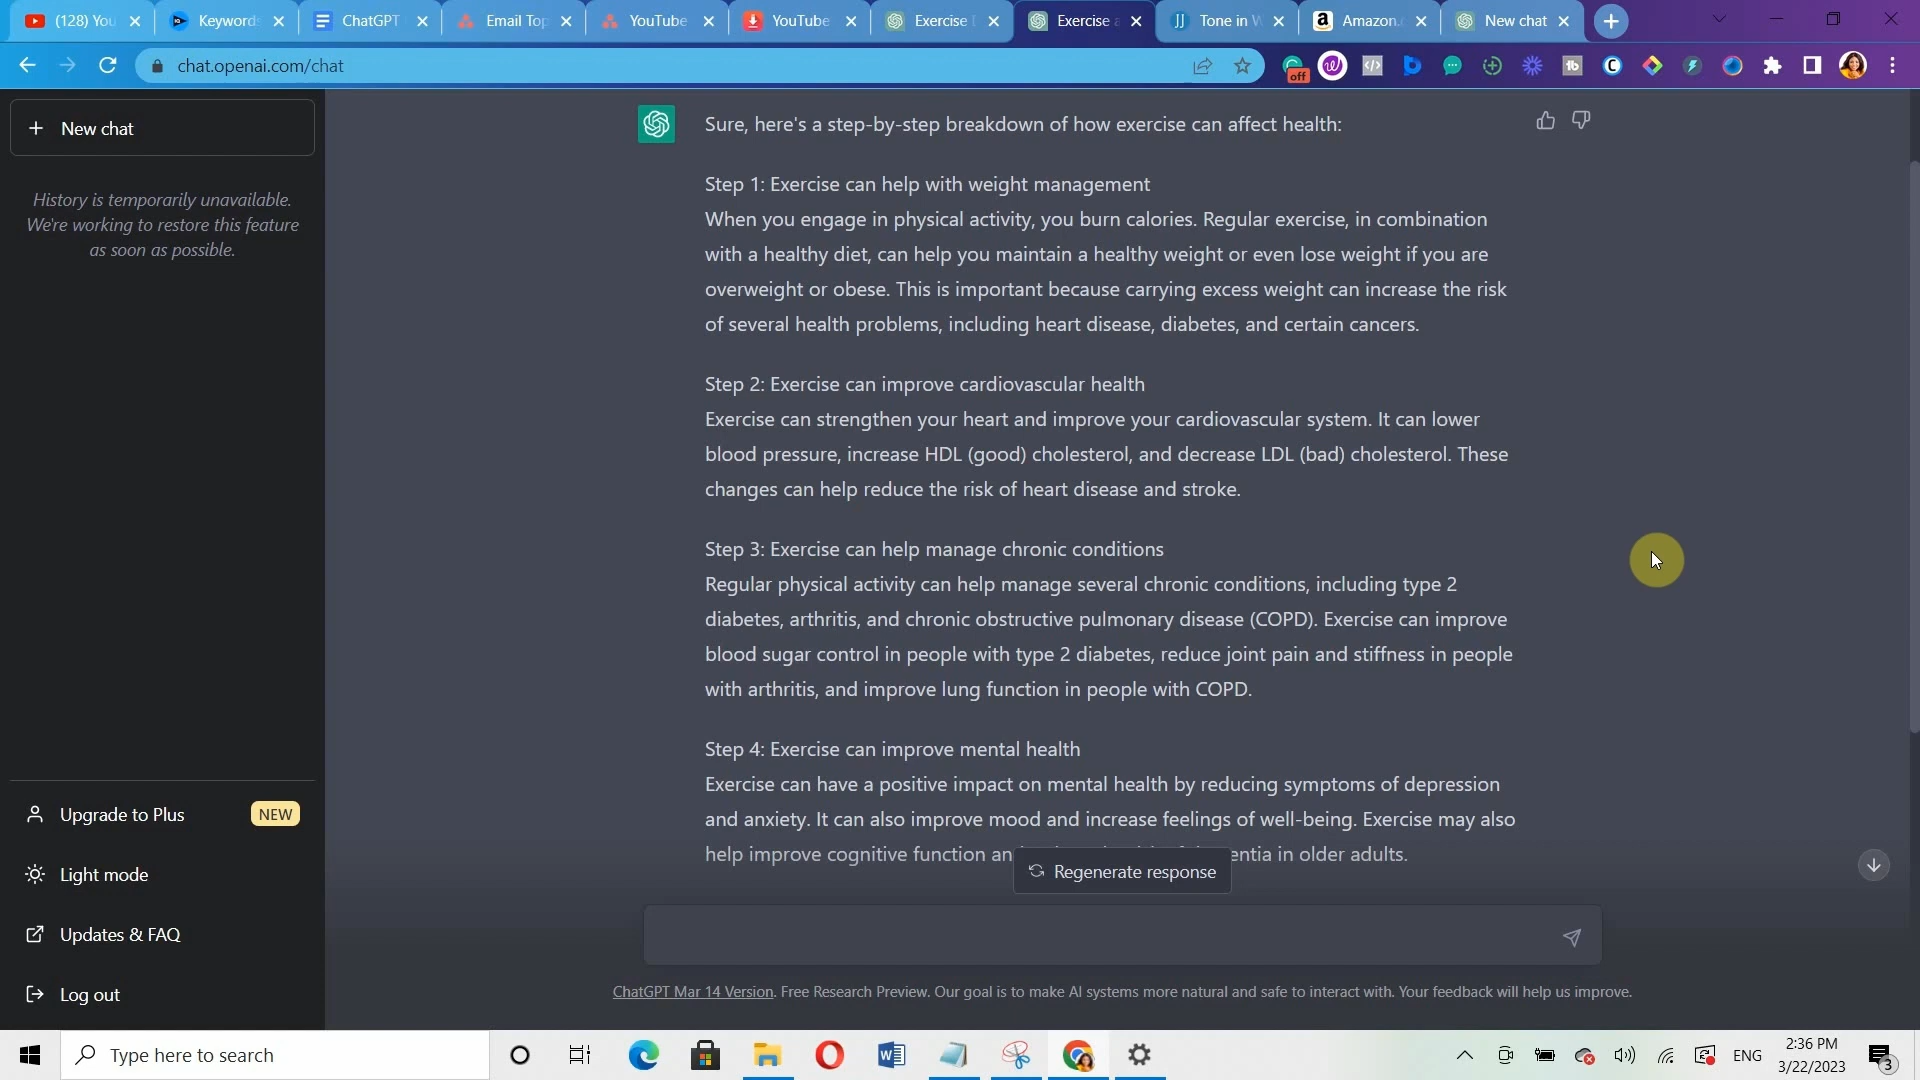 (128) You
Keyword
ChatGPT
Email Top
YouTube
YouTube
Exercise
Exercise a
Tone in W
Amazon.
New chat
chat.openai.com/chat
off
New chat
History is temporarily unavailable.
We're working to restore this feature
as soon as possible.
Sure, here's a step-by-step breakdown of how exercise can affect health:
Step 1: Exercise can help with weight management
When you engage in physical activity, you burn calories. Regular exercise, in combination
with a healthy diet, can help you maintain a healthy weight or even lose weight if you are
overweight or obese. This is important because carrying excess weight can increase the risk
of several health problems, including heart disease, diabetes, and certain cancers.
Step 2: Exercise can improve cardiovascular health
Exercise can strengthen your heart and improve your cardiovascular system. It can lower
blood pressure, increase HDL (good) cholesterol, and decrease LDL (bad) cholesterol. These
changes can help reduce the risk of heart disease and stroke.
Step 3: Exercise can help manage chronic conditions
Regular physical activity can help manage several chronic conditions, including type 2
diabetes, arthritis, and chronic obstructive pulmonary disease (COPD). Exercise can improve
blood sugar control in people with type 2 diabetes, reduce joint pain and stiffness in people
with arthritis, and improve lung function in people with COPD.
Step 4: Exercise can improve mental health
Exercise can have a positive impact on mental health by reducing symptoms of depression
and anxiety. It can also improve mood and increase feelings of well-being. Exercise may also
help improve cognitive function an entia in older adults.
Regenerate response
Upgrade to Plus NEW
Light mode
Updates & FAQ
Log out
ChatGPT Mar 14 Version. Free Research Preview. Our goal is to make AI systems more natural and safe to interact with. Your feedback will help us improve.
Type here to search
ENG
2:36 PM
3/22/2023
3